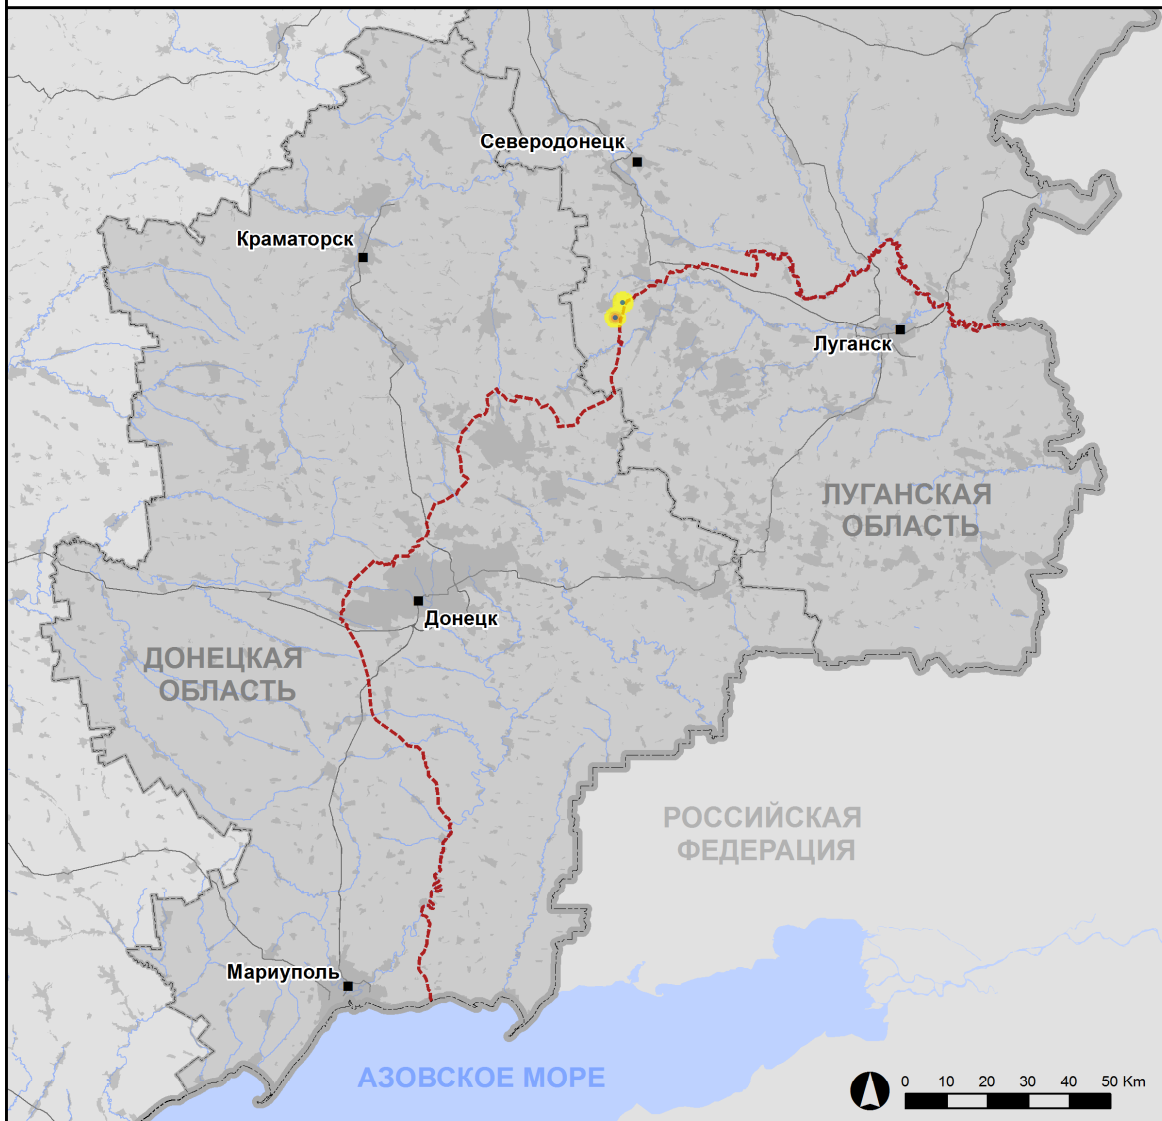 Северодонецк
Краматорск
Луганск
ЛУГАНСКАЯ
ОБЛАСТЬ
Донецк
ДОНЕЦКАЯ
ОБЛАСТЬ
РОССИЙСКАЯ
ФЕДЕРАЦИЯ
Мариуполь
АЗОВСКОЕ МОРЕ
0 10 20 30 40 50 Km